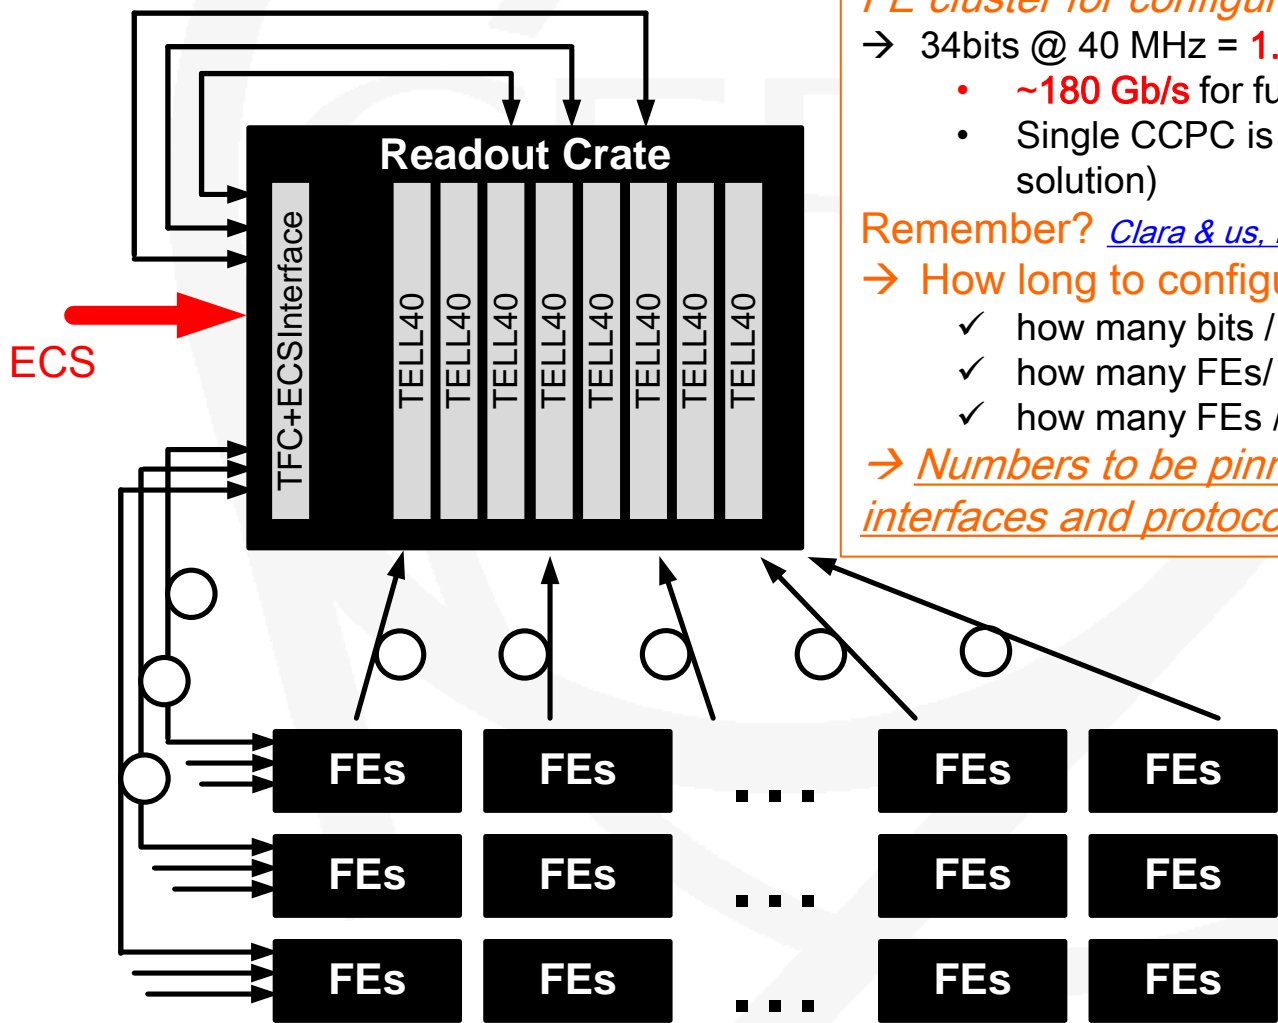 FE cluster for configur
→ 34bits @ 40 MHz = 1.
• ~180 Gb/s for fu
• Single CCPC is
solution)
Remember? Clara & us,
→ How long to configu
✓ how many bits /
✓ how many FEs/
✓ how many FEs /
→ Numbers to be pinn
interfaces and protoco
Readout Crate
TFC+ECSInterface
TELL40
TELL40
TELL40
TELL40
TELL40
TELL40
TELL40
TELL40
ECS
FEs
FEs
...
FEs
FEs
FEs
FEs
...
FEs
FEs
FEs
FEs
...
FEs
FEs